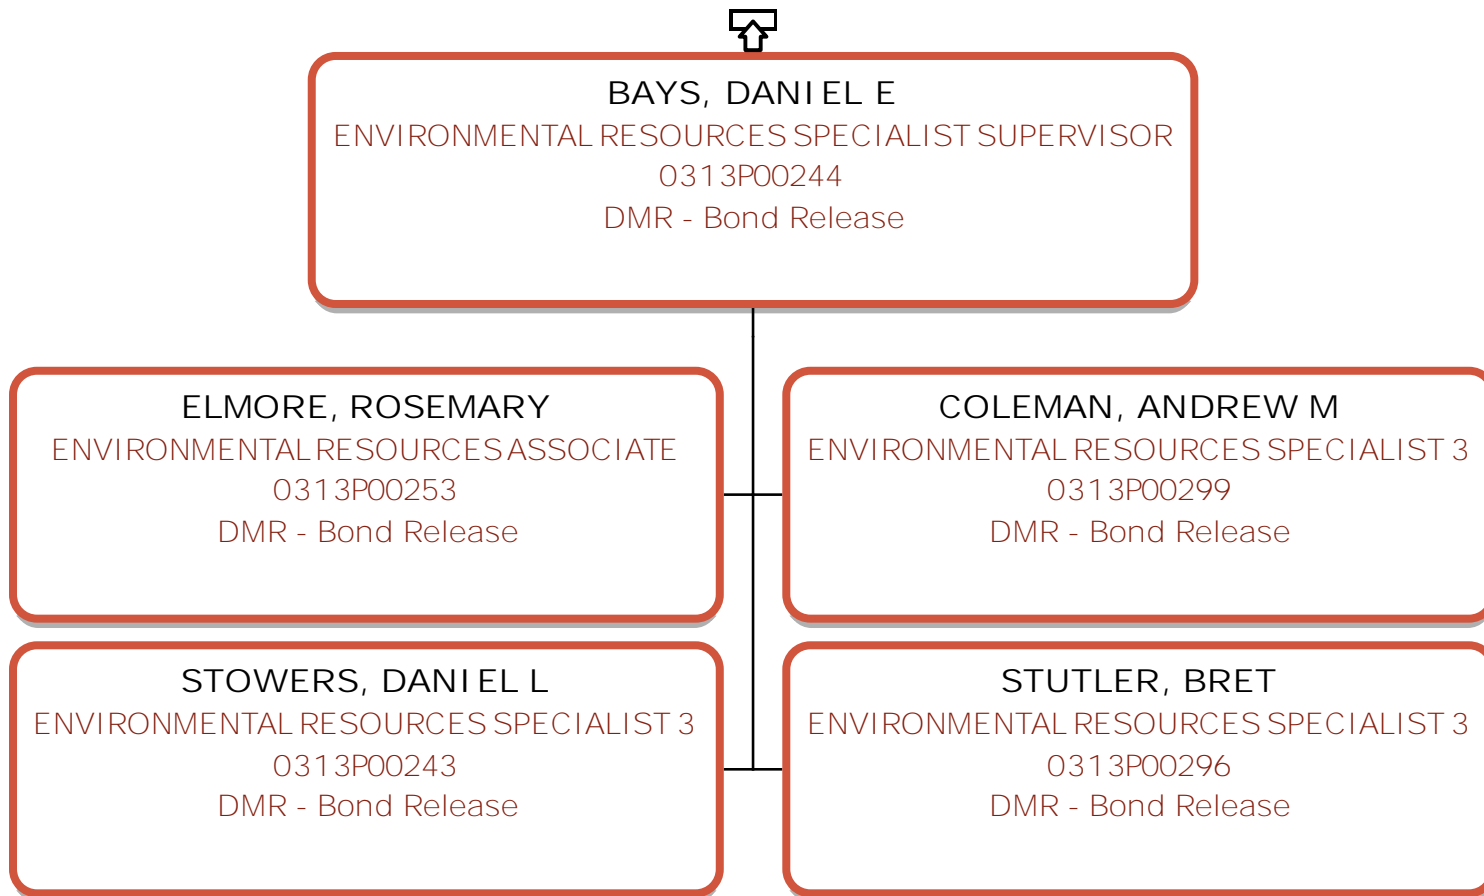 BAYS, DANIEL E
ENVIRONMENTAL RESOURCES SPECIALIST SUPERVISOR
0313P00244
DMR - Bond Release
ELMORE, ROSEMARY
ENVIRONMENTAL RESOURCES ASSOCIATE
0313P00253
DMR - Bond Release
COLEMAN, ANDREW M
ENVIRONMENTAL RESOURCES SPECIALIST 3
0313P00299
DMR - Bond Release
STOWERS, DANIEL L
ENVIRONMENTAL RESOURCES SPECIALIST 3
0313P00243
DMR - Bond Release
STUTLER, BRET
ENVIRONMENTAL RESOURCES SPECIALIST 3
0313P00296
DMR - Bond Release